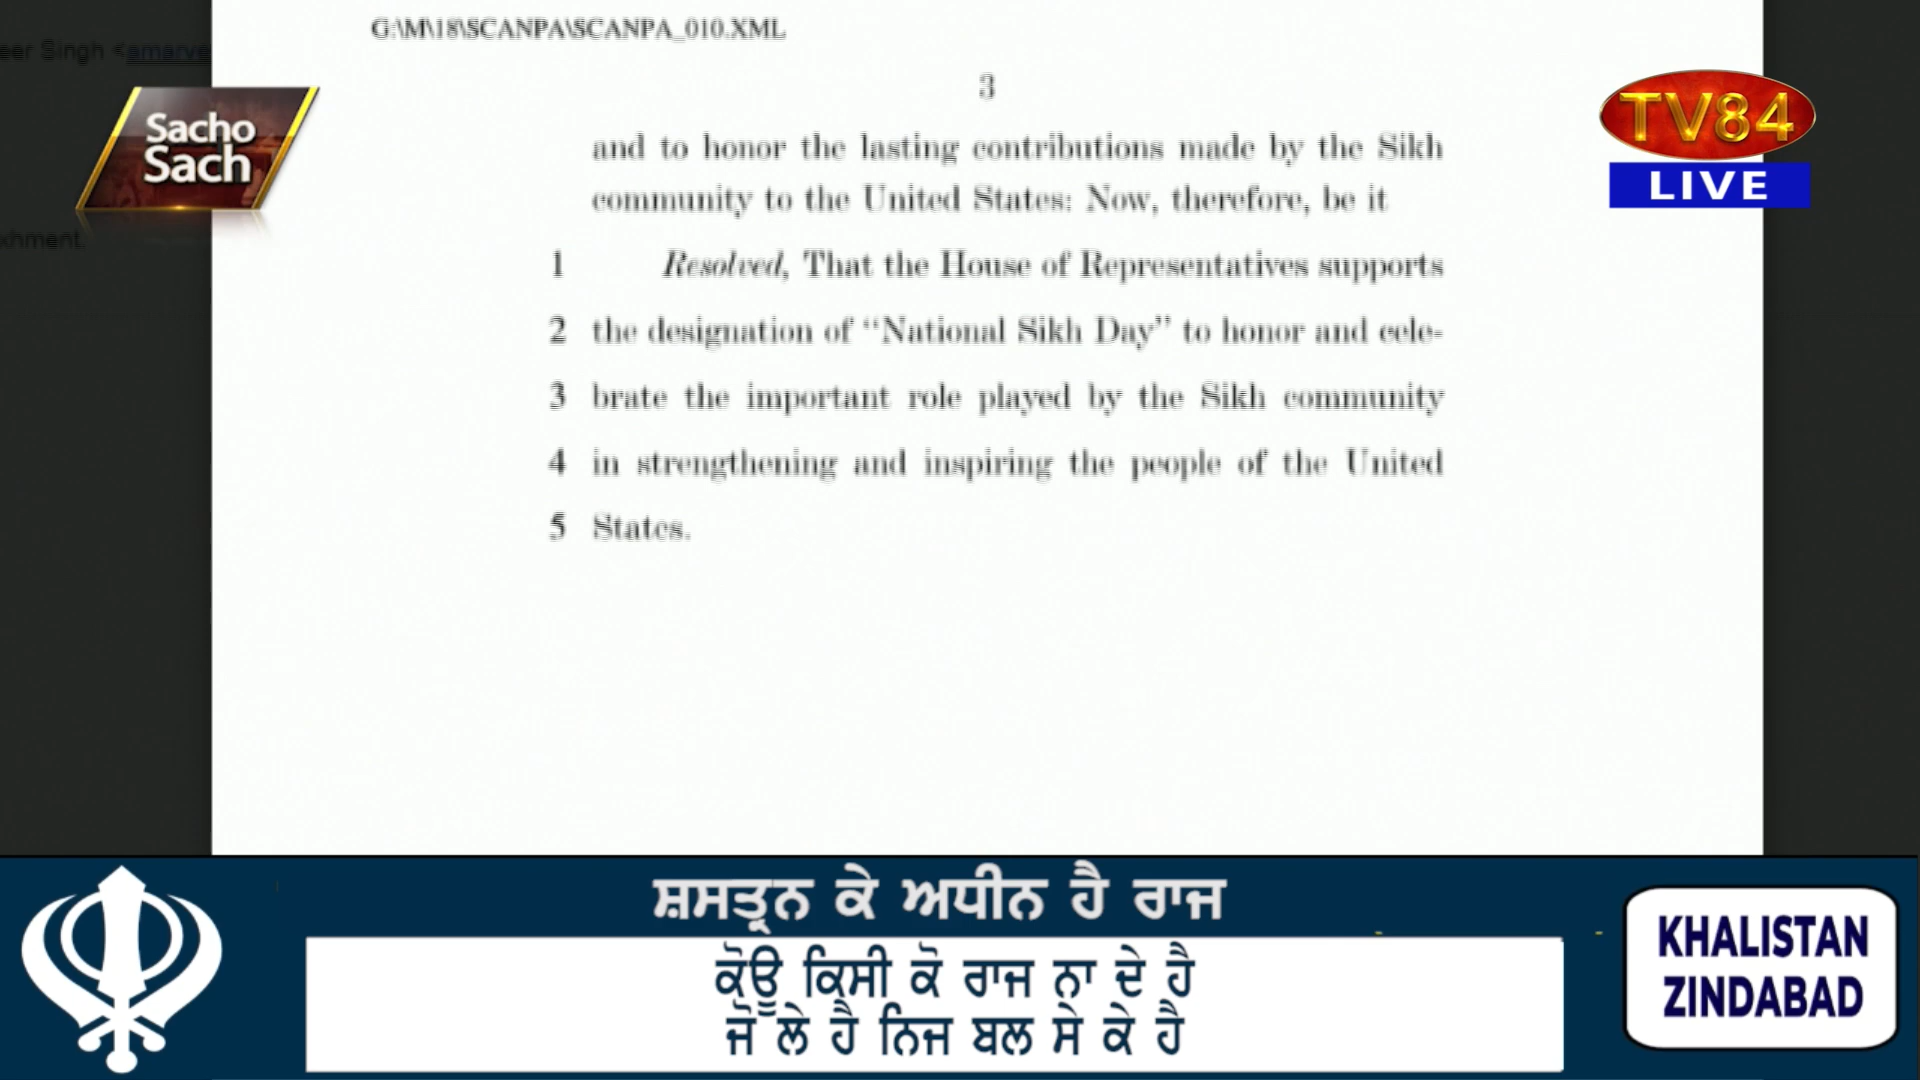 eer Singh <amarve
G:\M\18\SCANPA\SCANPA_010.XML
3
Sacho
Sach
TV84
LIVE
and to honor the lasting contributions made by the Sikh
community to the United States: Now, therefore, be it
1 Resolved, That the House of Representatives supports
2 the designation of “National Sikh Day” to honor and cele-
3 brate the important role played by the Sikh community
4 in strengthening and inspiring the people of the United
5 States.
ਸ਼ਸਤ੍ਰਨ ਕੇ ਅਧੀਨ ਹੈ ਰਾਜ
ਕੋਊ ਕਿਸੀ ਕੋ ਰਾਜ ਨਾ ਦੇ ਹੈ
ਜੋ ਲੇ ਹੈ ਨਿਜ ਬਲ ਸੇ ਕੇ ਹੈ
KHALISTAN
ZINDABAD